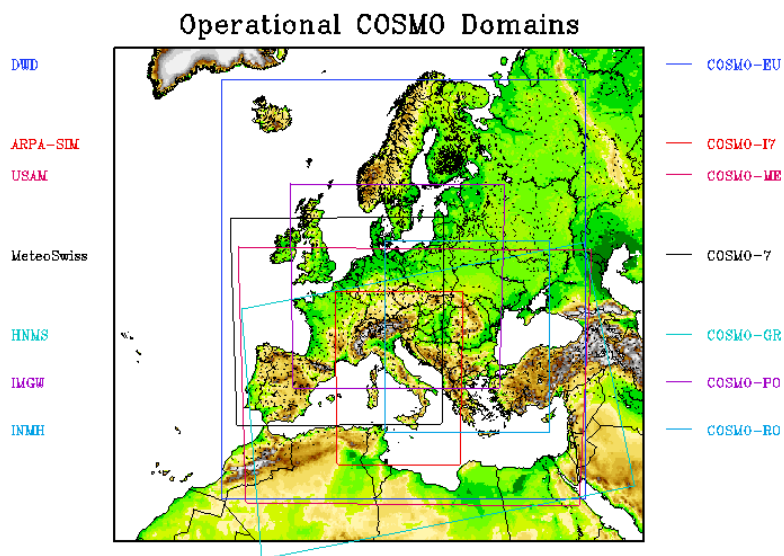 Operational COSMO Domains
DWD COSMO-EU
ARPA-SIM COSMO-I7
USAM COSMO-ME
MeteoSwiss COSMO-7
HNMS COSMO-GR
IMGW COSMO-PO
INMH COSMO-RO